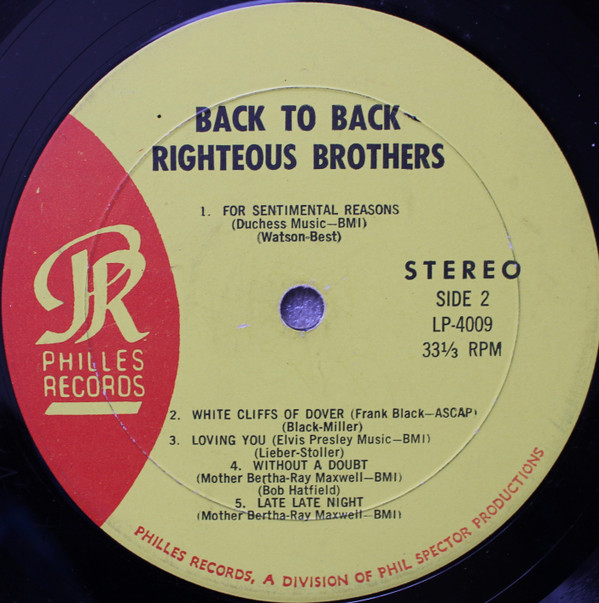 BACK TO BACK
RIGHTEOUS BROTHERS
1. FOR SENTIMENTAL REASONS
(Duchess Music—BMI)
(Watson-Best)
STEREO
SIDE 2
LP-4009
33⅓ RPM
PR
PHILLES
RECORDS
2. WHITE CLIFFS OF DOVER (Frank Black—ASCAP)
(Black-Miller)
3. LOVING YOU (Elvis Presley Music—BMI)
(Lieber-Stoller)
4. WITHOUT A DOUBT
(Mother Bertha-Ray Maxwell—BMI)
(Bob Hatfield)
5. LATE LATE NIGHT
(Mother Bertha-Ray Maxwell—BMI)
PHILLES RECORDS, A DIVISION OF PHIL SPECTOR PRODUCTIONS